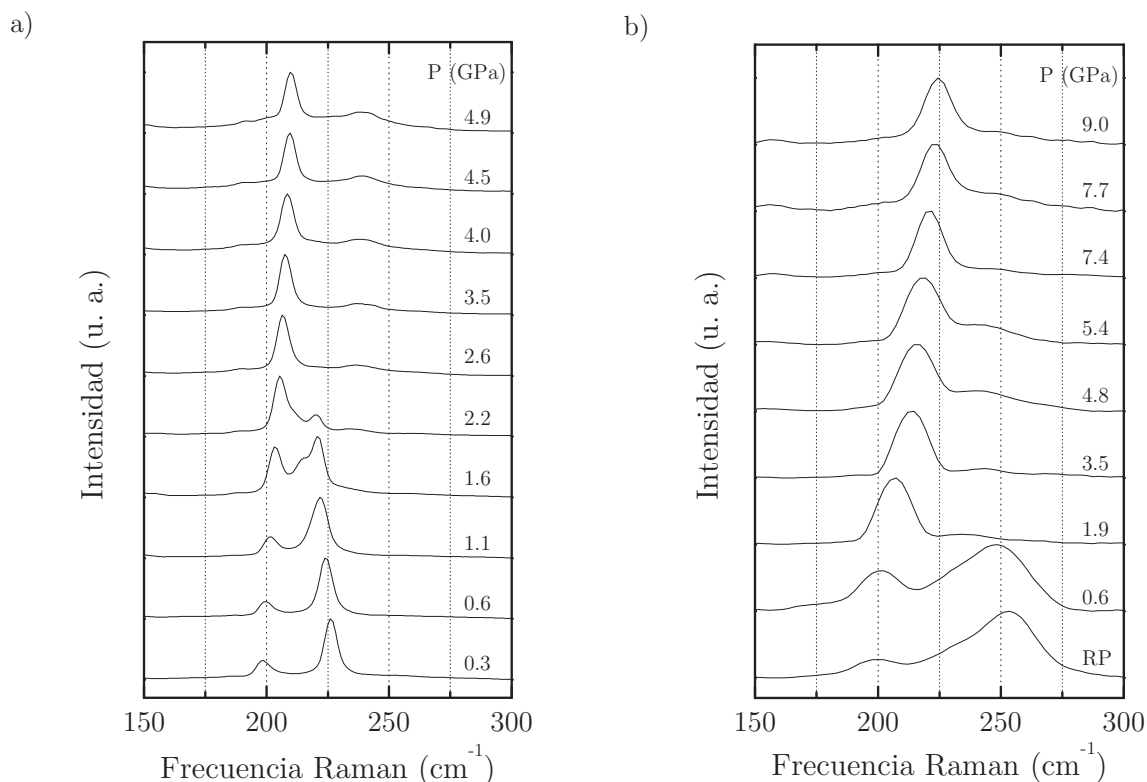 a)
P (GPa)
4.9
4.5
4.0
3.5
2.6
2.2
1.6
1.1
0.6
0.3
Intensidad (u. a.)
150 200 250 300
Frecuencia Raman (cm⁻¹)
b)
P (GPa)
9.0
7.7
7.4
5.4
4.8
3.5
1.9
0.6
RP
Intensidad (u. a.)
150 200 250 300
Frecuencia Raman (cm⁻¹)